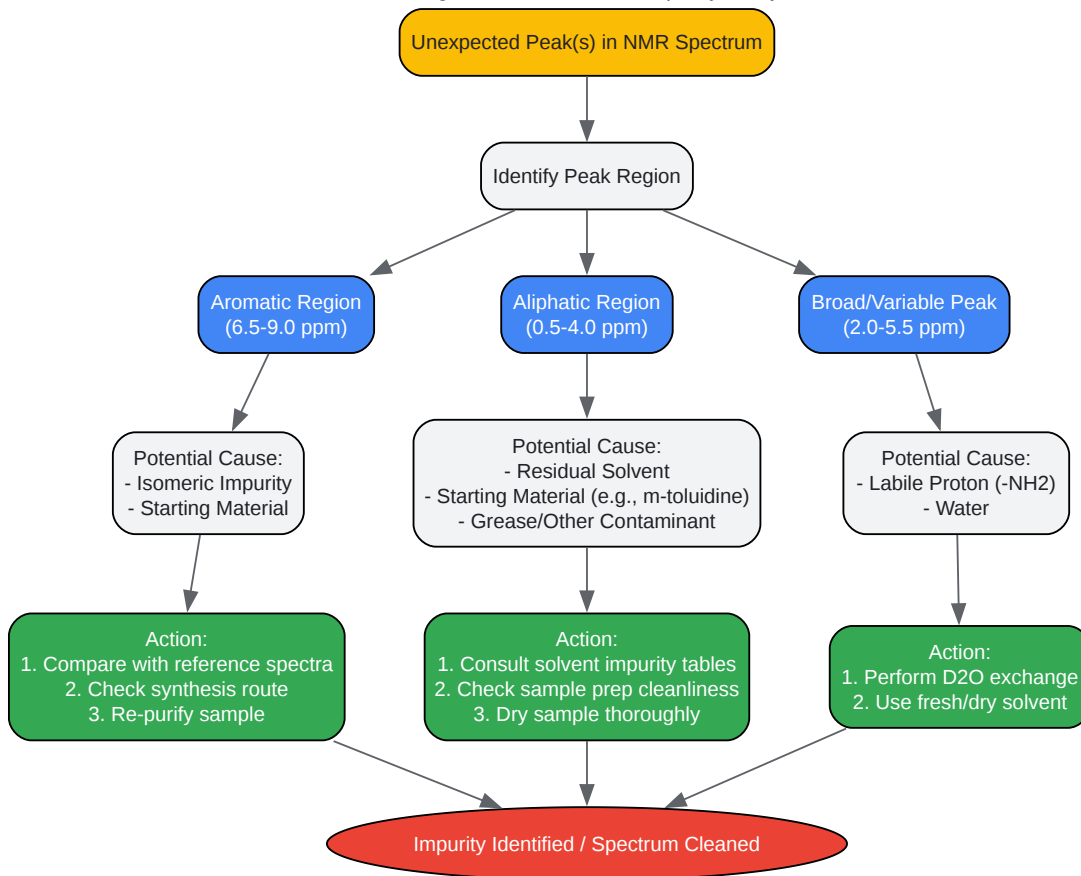 Unexpected Peak(s) in NMR Spectrum
Identify Peak Region
Aromatic Region
(6.5-9.0 ppm)
Aliphatic Region
(0.5-4.0 ppm)
Broad/Variable Peak
(2.0-5.5 ppm)
Potential Cause:
- Isomeric Impurity
- Starting Material
Potential Cause:
- Residual Solvent
- Starting Material (e.g., m-toluidine)
- Grease/Other Contaminant
Potential Cause:
- Labile Proton (-NH2)
- Water
Action:
1. Compare with reference spectra
2. Check synthesis route
3. Re-purify sample
Action:
1. Consult solvent impurity tables
2. Check sample prep cleanliness
3. Dry sample thoroughly
Action:
1. Perform D2O exchange
2. Use fresh/dry solvent
Impurity Identified / Spectrum Cleaned